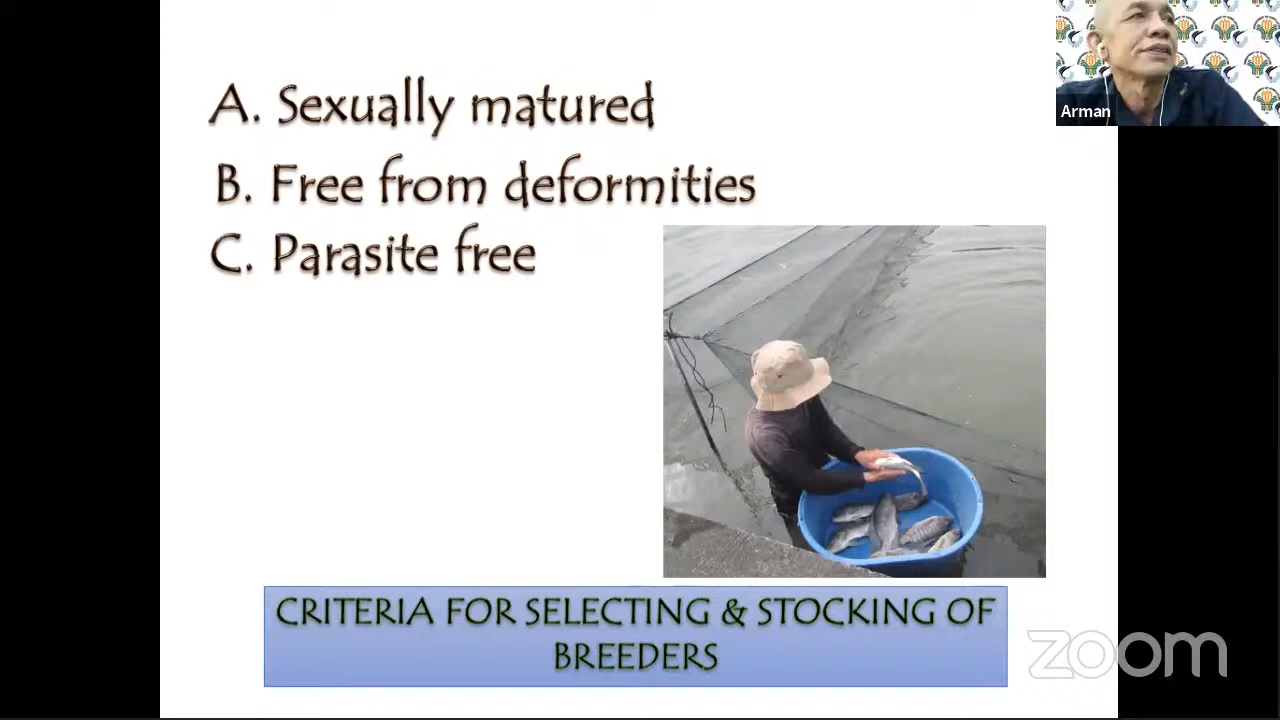 A. Sexually matured
Arman
B. Free from deformities
C. Parasite free
CRITERIA FOR SELECTING & STOCKING OF
BREEDERS
zoom